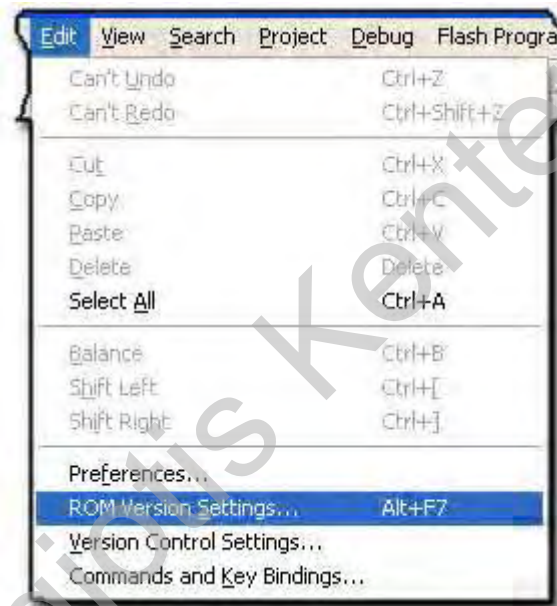 Edit View Search Project Debug Flash Progra
Can't Undo Ctrl+Z
Can't Redo Ctrl+Shift+Z
Cut Ctrl+X
Copy Ctrl+C
Paste Ctrl+V
Delete Delete
Select All Ctrl+A
Balance Ctrl+B
Shift Left Ctrl+[
Shift Right Ctrl+]
Preferences...
ROM Version Settings... Alt+F7
Version Control Settings...
Commands and Key Bindings...